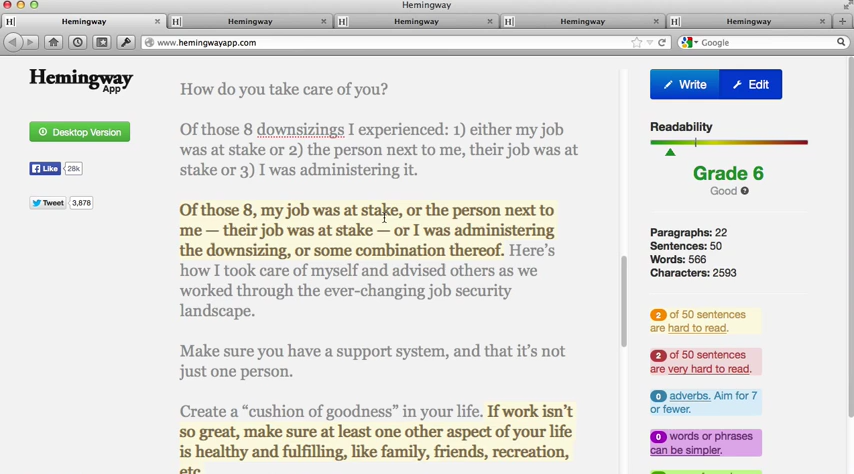 Hemingway
Hemingway
Hemingway
Hemingway
Hemingway
Hemingway
www.hemingwayapp.com
Google
Hemingway
App
Desktop Version
Like 28k
Tweet 3,878
How do you take care of you?
Of those 8 downsizings I experienced: 1) either my job
was at stake or 2) the person next to me, their job was at
stake or 3) I was administering it.
Of those 8, my job was at stake, or the person next to
me — their job was at stake — or I was administering
the downsizing, or some combination thereof. Here's
how I took care of myself and advised others as we
worked through the ever-changing job security
landscape.
Make sure you have a support system, and that it's not
just one person.
Create a “cushion of goodness” in your life. If work isn't
so great, make sure at least one other aspect of your life
is healthy and fulfilling, like family, friends, recreation,
etc.
Write Edit
Readability
Grade 6
Good ?
Paragraphs: 22
Sentences: 50
Words: 566
Characters: 2593
2 of 50 sentences
are hard to read.
2 of 50 sentences
are very hard to read.
0 adverbs. Aim for 7
or fewer.
0 words or phrases
can be simpler.